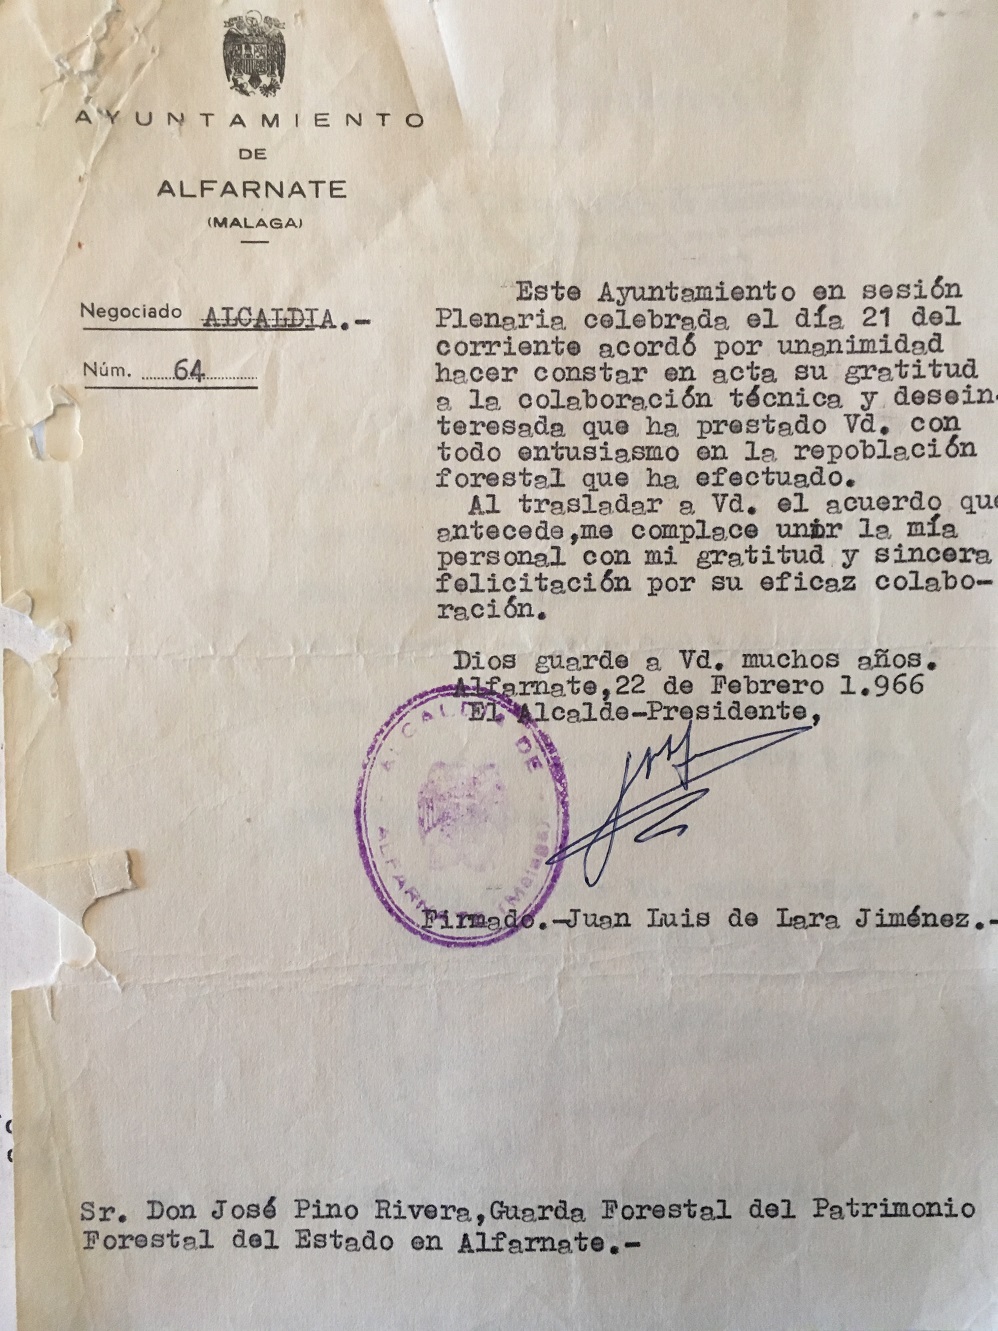 AYUNTAMIENTO
DE
ALFARNATE
(MALAGA)
Negociado ALCALDIA.-
Núm. 64
Este Ayuntamiento en sesión
Plenaria celebrada el día 21 del
corriente acordó por unanimidad
hacer constar en acta su gratitud
a la colaboración técnica y desein-
teresada que ha prestado Vd. con
todo entusiasmo en la repoblación
forestal que ha efectuado.
Al trasladar a Vd. el acuerdo que
antecede,me complace unir la mía
personal con mi gratitud y sincera
felicitación por su eficaz colabo-
ración.
Dios guarde a Vd. muchos años.
Alfarnate,22 de Febrero 1.966
El Alcalde-Presidente,
ALCALDIA DE
ALFARNATE (Málaga)
Firmado.-Juan Luis de Lara Jiménez.-
Sr. Don José Pino Rivera,Guarda Forestal del Patrimonio
Forestal del Estado en Alfarnate.-